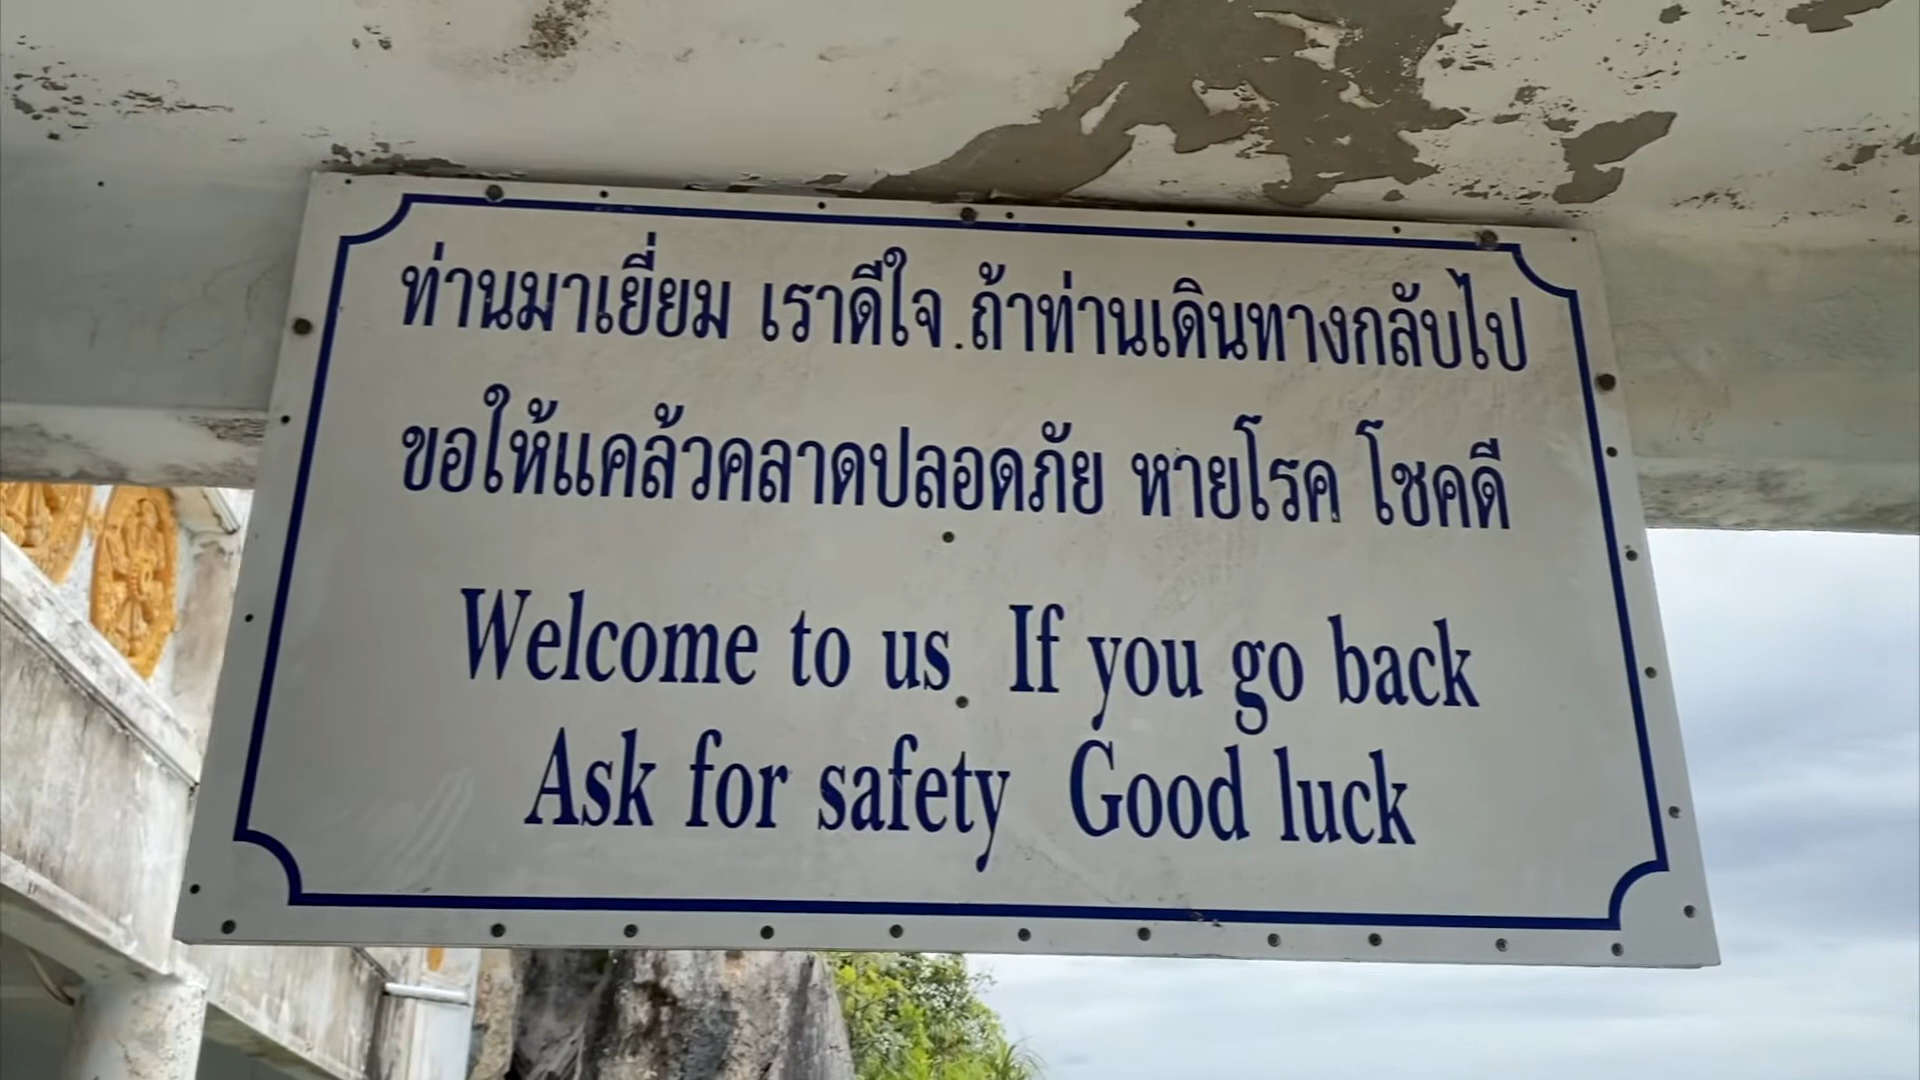 ท่านมาเยี่ยม เราดีใจ.ถ้าท่านเดินทางกลับไป
ขอให้แคล้วคลาดปลอดภัย หายโรค โชคดี
Welcome to us. If you go back
Ask for safety Good luck